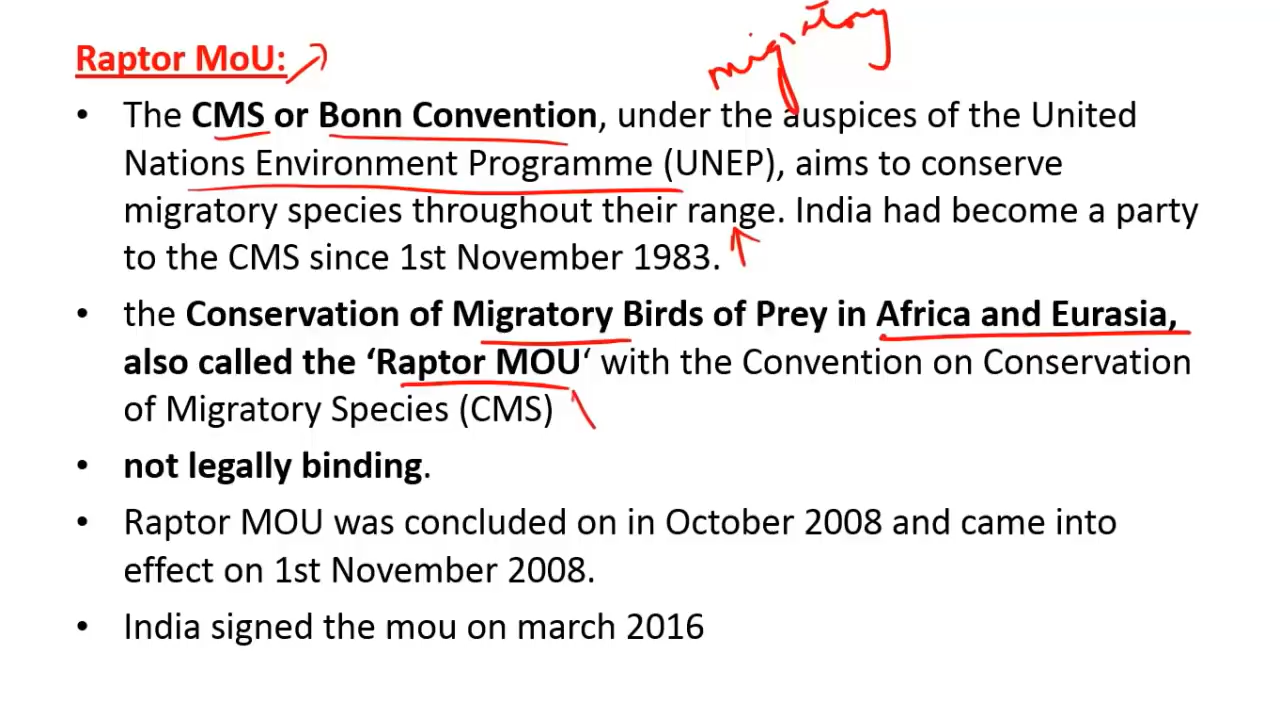 migratory
Raptor MoU:
• The CMS or Bonn Convention, under the auspices of the United
Nations Environment Programme (UNEP), aims to conserve
migratory species throughout their range. India had become a party
to the CMS since 1st November 1983.
• the Conservation of Migratory Birds of Prey in Africa and Eurasia,
also called the ‘Raptor MOU‘ with the Convention on Conservation
of Migratory Species (CMS)
• not legally binding.
• Raptor MOU was concluded on in October 2008 and came into
effect on 1st November 2008.
• India signed the mou on march 2016